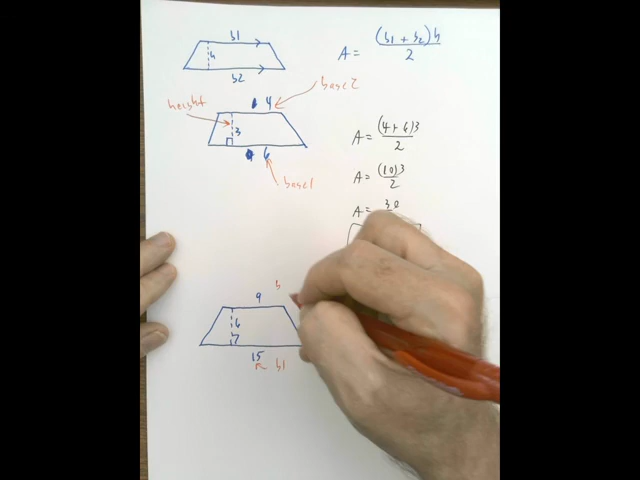 b1
h
b2
A = (b1 + b2)h / 2
base2
height
4
3
6
base1
A = (4+6)3 / 2
A = (10)3 / 2
A = 30
b
9
6
15
b1